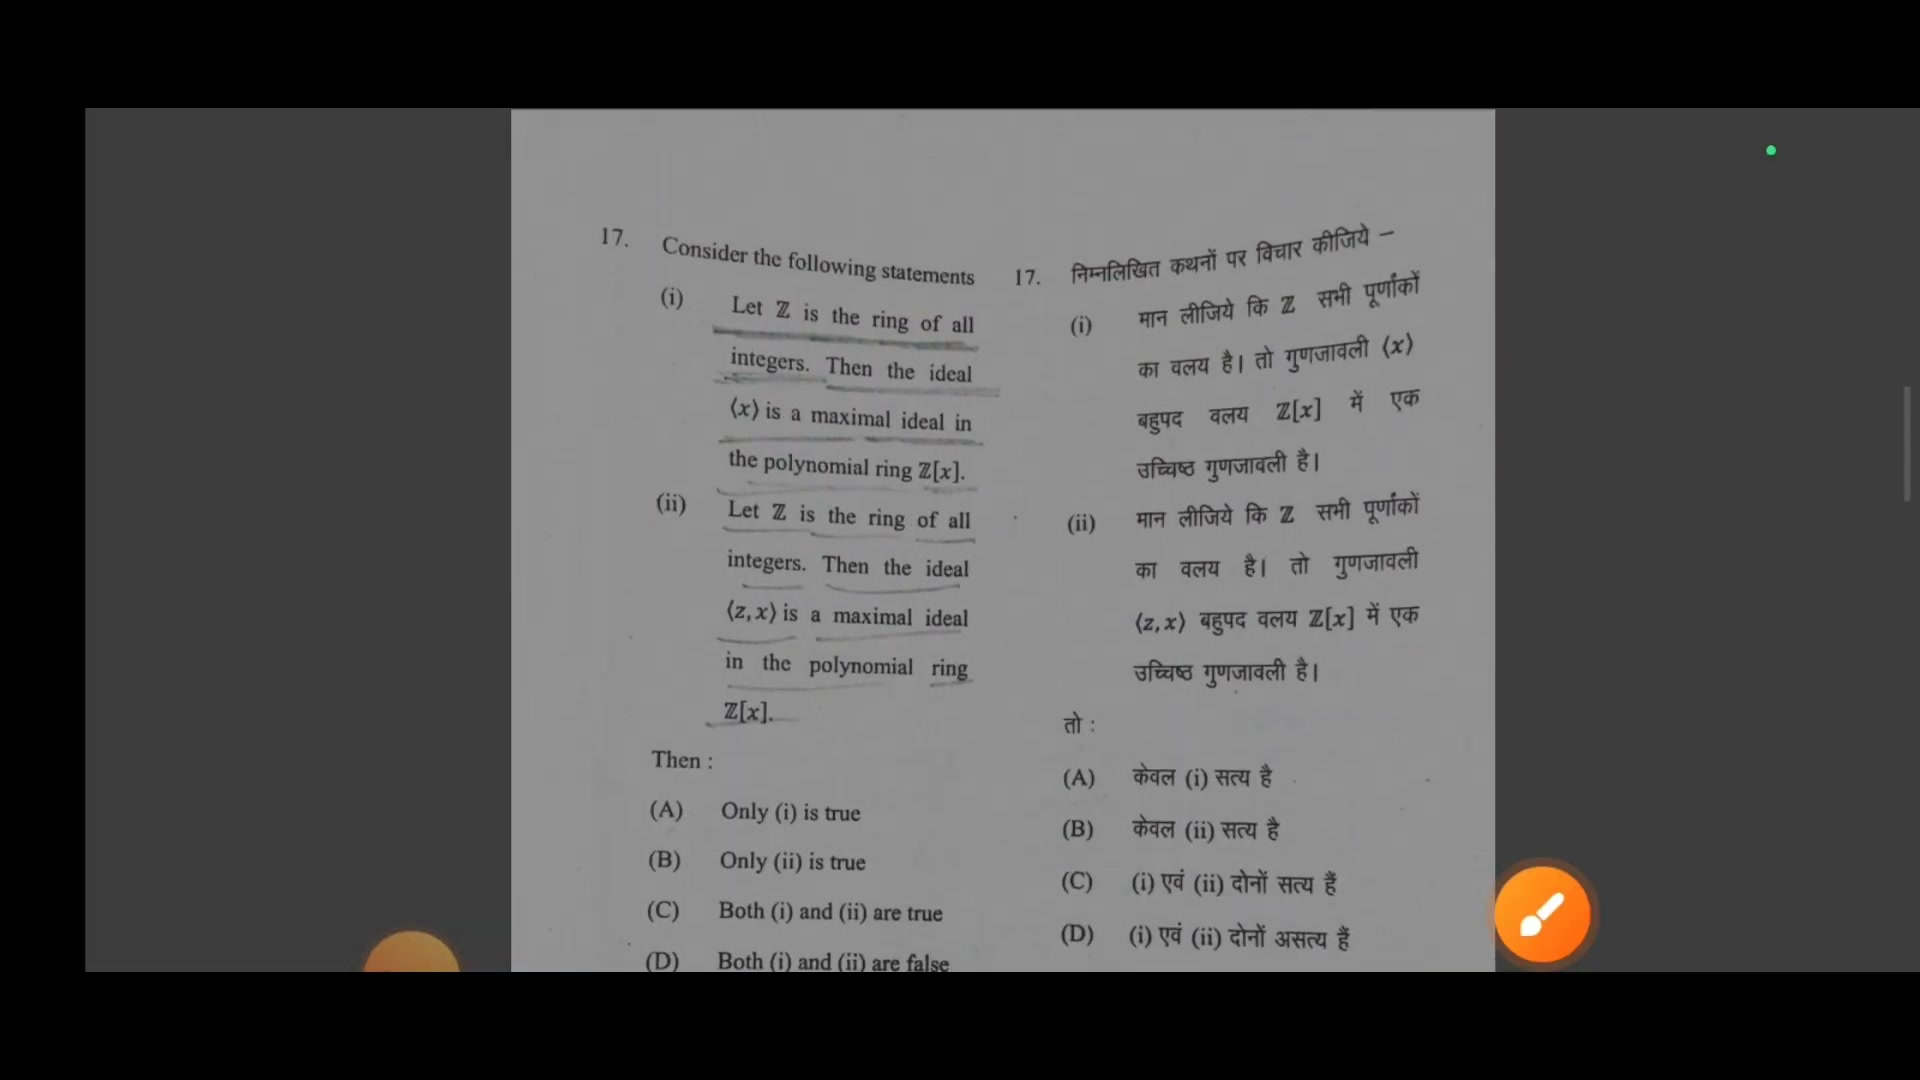 17.
Consider the following statements
(i) Let ℤ is the ring of all
integers. Then the ideal
⟨x⟩ is a maximal ideal in
the polynomial ring ℤ[x].
(ii) Let ℤ is the ring of all
integers. Then the ideal
⟨z, x⟩ is a maximal ideal
in the polynomial ring
ℤ[x].
Then :
(A) Only (i) is true
(B) Only (ii) is true
(C) Both (i) and (ii) are true
(D) Both (i) and (ii) are false
17. निम्नलिखित कथनों पर विचार कीजिये –
(i) मान लीजिये कि ℤ सभी पूर्णांकों
का वलय है। तो गुणजावली ⟨x⟩
बहुपद वलय ℤ[x] में एक
उच्चिष्ठ गुणजावली है।
(ii) मान लीजिये कि ℤ सभी पूर्णांकों
का वलय है। तो गुणजावली
⟨z, x⟩ बहुपद वलय ℤ[x] में एक
उच्चिष्ठ गुणजावली है।
तो :
(A) केवल (i) सत्य है
(B) केवल (ii) सत्य है
(C) (i) एवं (ii) दोनों सत्य हैं
(D) (i) एवं (ii) दोनों असत्य हैं